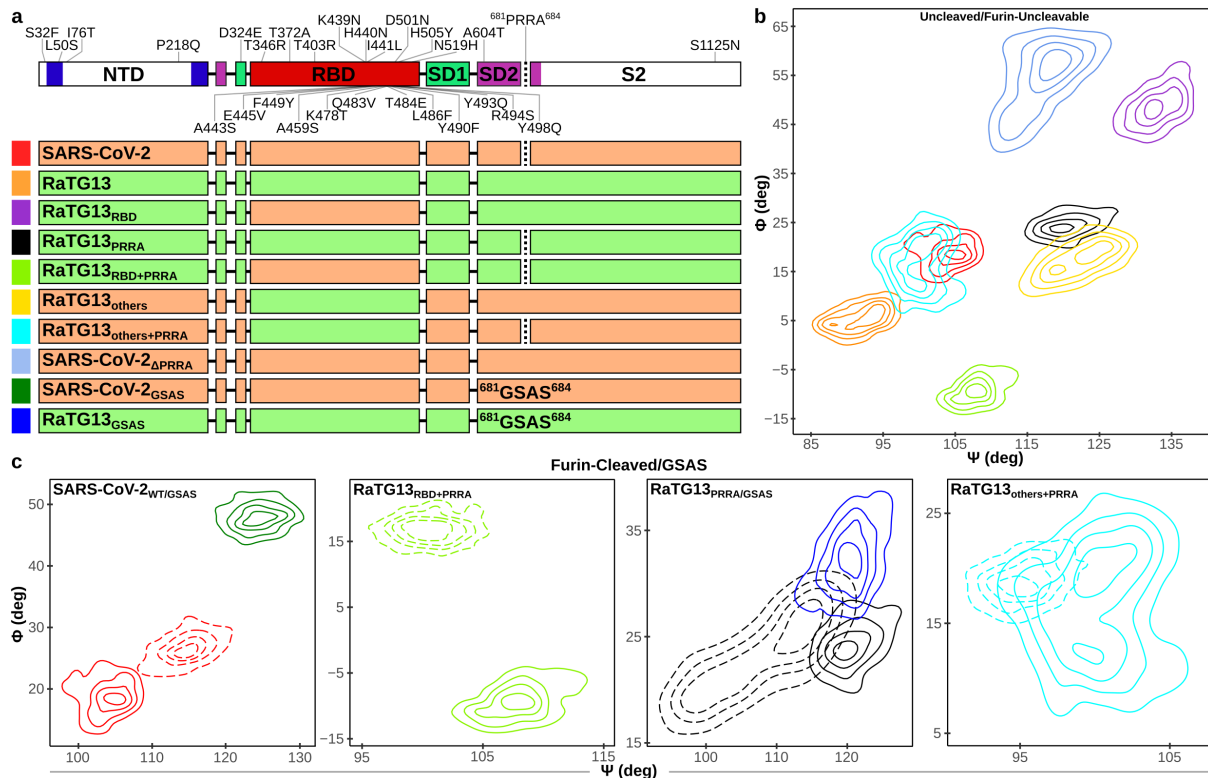 a
K439N D501N
681PRRA684
S32F I76T
D324E T372A H440N H505Y A604T
L50S P218Q T346R T403R I441L N519H S1125N
NTD RBD SD1 SD2 S2
F449Y Q483V T484E Y493Q
E445V K478T L486F R494S
A443S A459S Y490F Y498Q
SARS-CoV-2
RaTG13
RaTG13RBD
RaTG13PRRA
RaTG13RBD+PRRA
RaTG13others
RaTG13others+PRRA
SARS-CoV-2ΔPRRA
SARS-CoV-2GSAS 681GSAS684
RaTG13GSAS 681GSAS684
b
Uncleaved/Furin-Uncleavable
65
55
45
35
25
15
5
−5
−15
Φ (deg)
85 95 105 115 125 135
Ψ (deg)
c
Furin-Cleaved/GSAS
SARS-CoV-2WT/GSAS
50
40
30
20
Φ (deg)
100 110 120 130
RaTG13RBD+PRRA
15
5
−5
−15
95 105 115
RaTG13PRRA/GSAS
35
25
15
100 110 120
RaTG13others+PRRA
25
15
5
95 105
Ψ (deg)